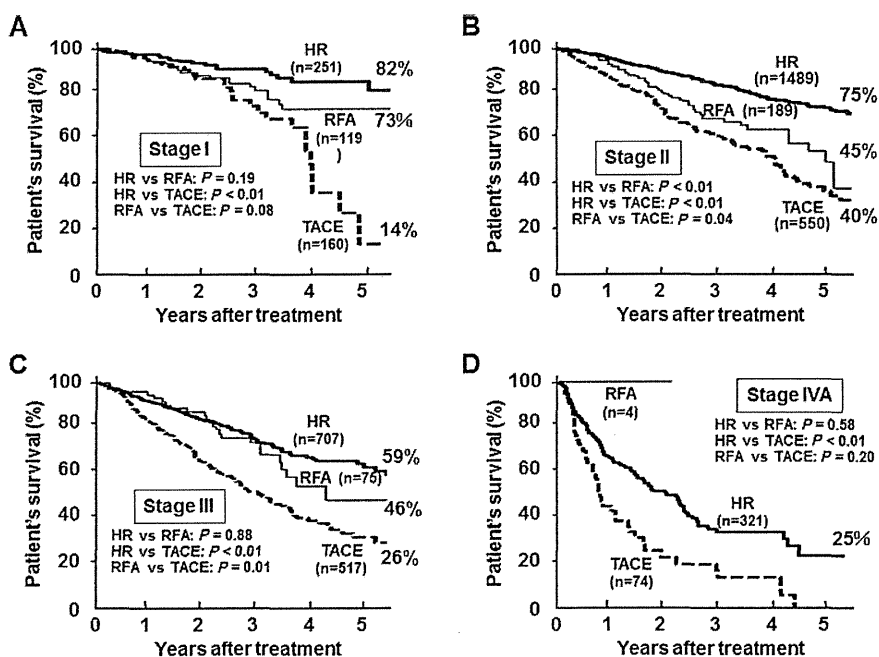 A
Patient's survival (%)
100
80
60
40
20
0
0 1 2 3 4 5
Years after treatment
HR
(n=251)
82%
RFA
(n=119
)
73%
TACE
(n=160)
14%
Stage I
HR vs RFA: P = 0.19
HR vs TACE: P < 0.01
RFA vs TACE: P = 0.08
B
Patient's survival (%)
100
80
60
40
20
0
0 1 2 3 4 5
Years after treatment
HR
(n=1489)
75%
RFA
(n=189)
45%
TACE
(n=550)
40%
Stage II
HR vs RFA: P < 0.01
HR vs TACE: P < 0.01
RFA vs TACE: P = 0.04
C
Patient's survival (%)
100
80
60
40
20
0
0 1 2 3 4 5
Years after treatment
HR
(n=707)
59%
RFA (n=75)
46%
TACE
(n=517)
26%
Stage III
HR vs RFA: P = 0.88
HR vs TACE: P < 0.01
RFA vs TACE: P = 0.01
D
Patient's survival (%)
100
80
60
40
20
0
0 1 2 3 4 5
Years after treatment
RFA
(n=4)
Stage IVA
HR vs RFA: P = 0.58
HR vs TACE: P < 0.01
RFA vs TACE: P = 0.20
HR
(n=321)
25%
TACE
(n=74)